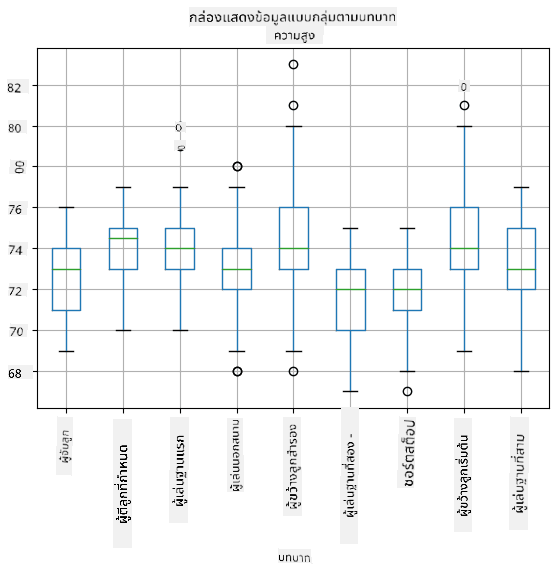 กล่องแสดงข้อมูลแบบกลุ่มตามบทบาท
ความสูง
82
80
76
74
72
70
68
ผู้จับลูก
ผู้ตีลูกที่กำหนด
ผู้เล่นฐานแรก
ผู้เล่นนอกสนาม
ผู้ขว้างลูกสำรอง
ผู้เล่นฐานที่สอง -
ชอร์ตสต็อป
ผู้ขว้างลูกเริ่มต้น
ผู้เล่นฐานที่สาม
บทบาท